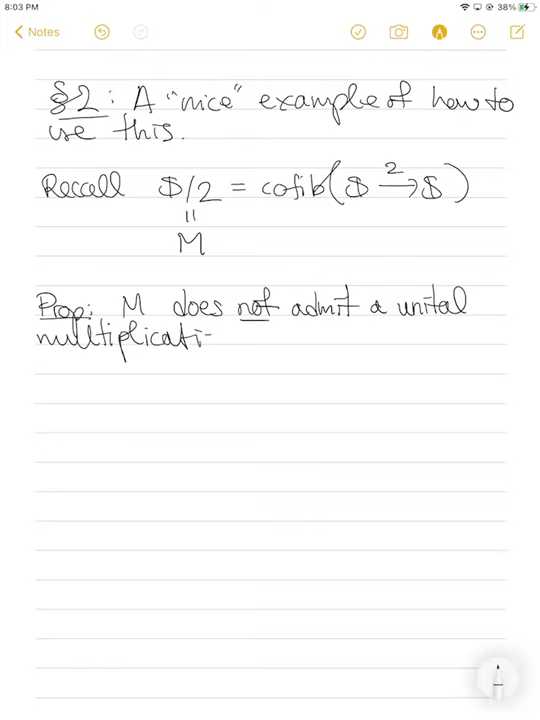 8:03 PM
38%
Notes
§2: A "nice" example of how to
use this.
Recall $/2 = cofib($ 2→ $)
=
M
Prop: M does not admit a unital
multiplicati-